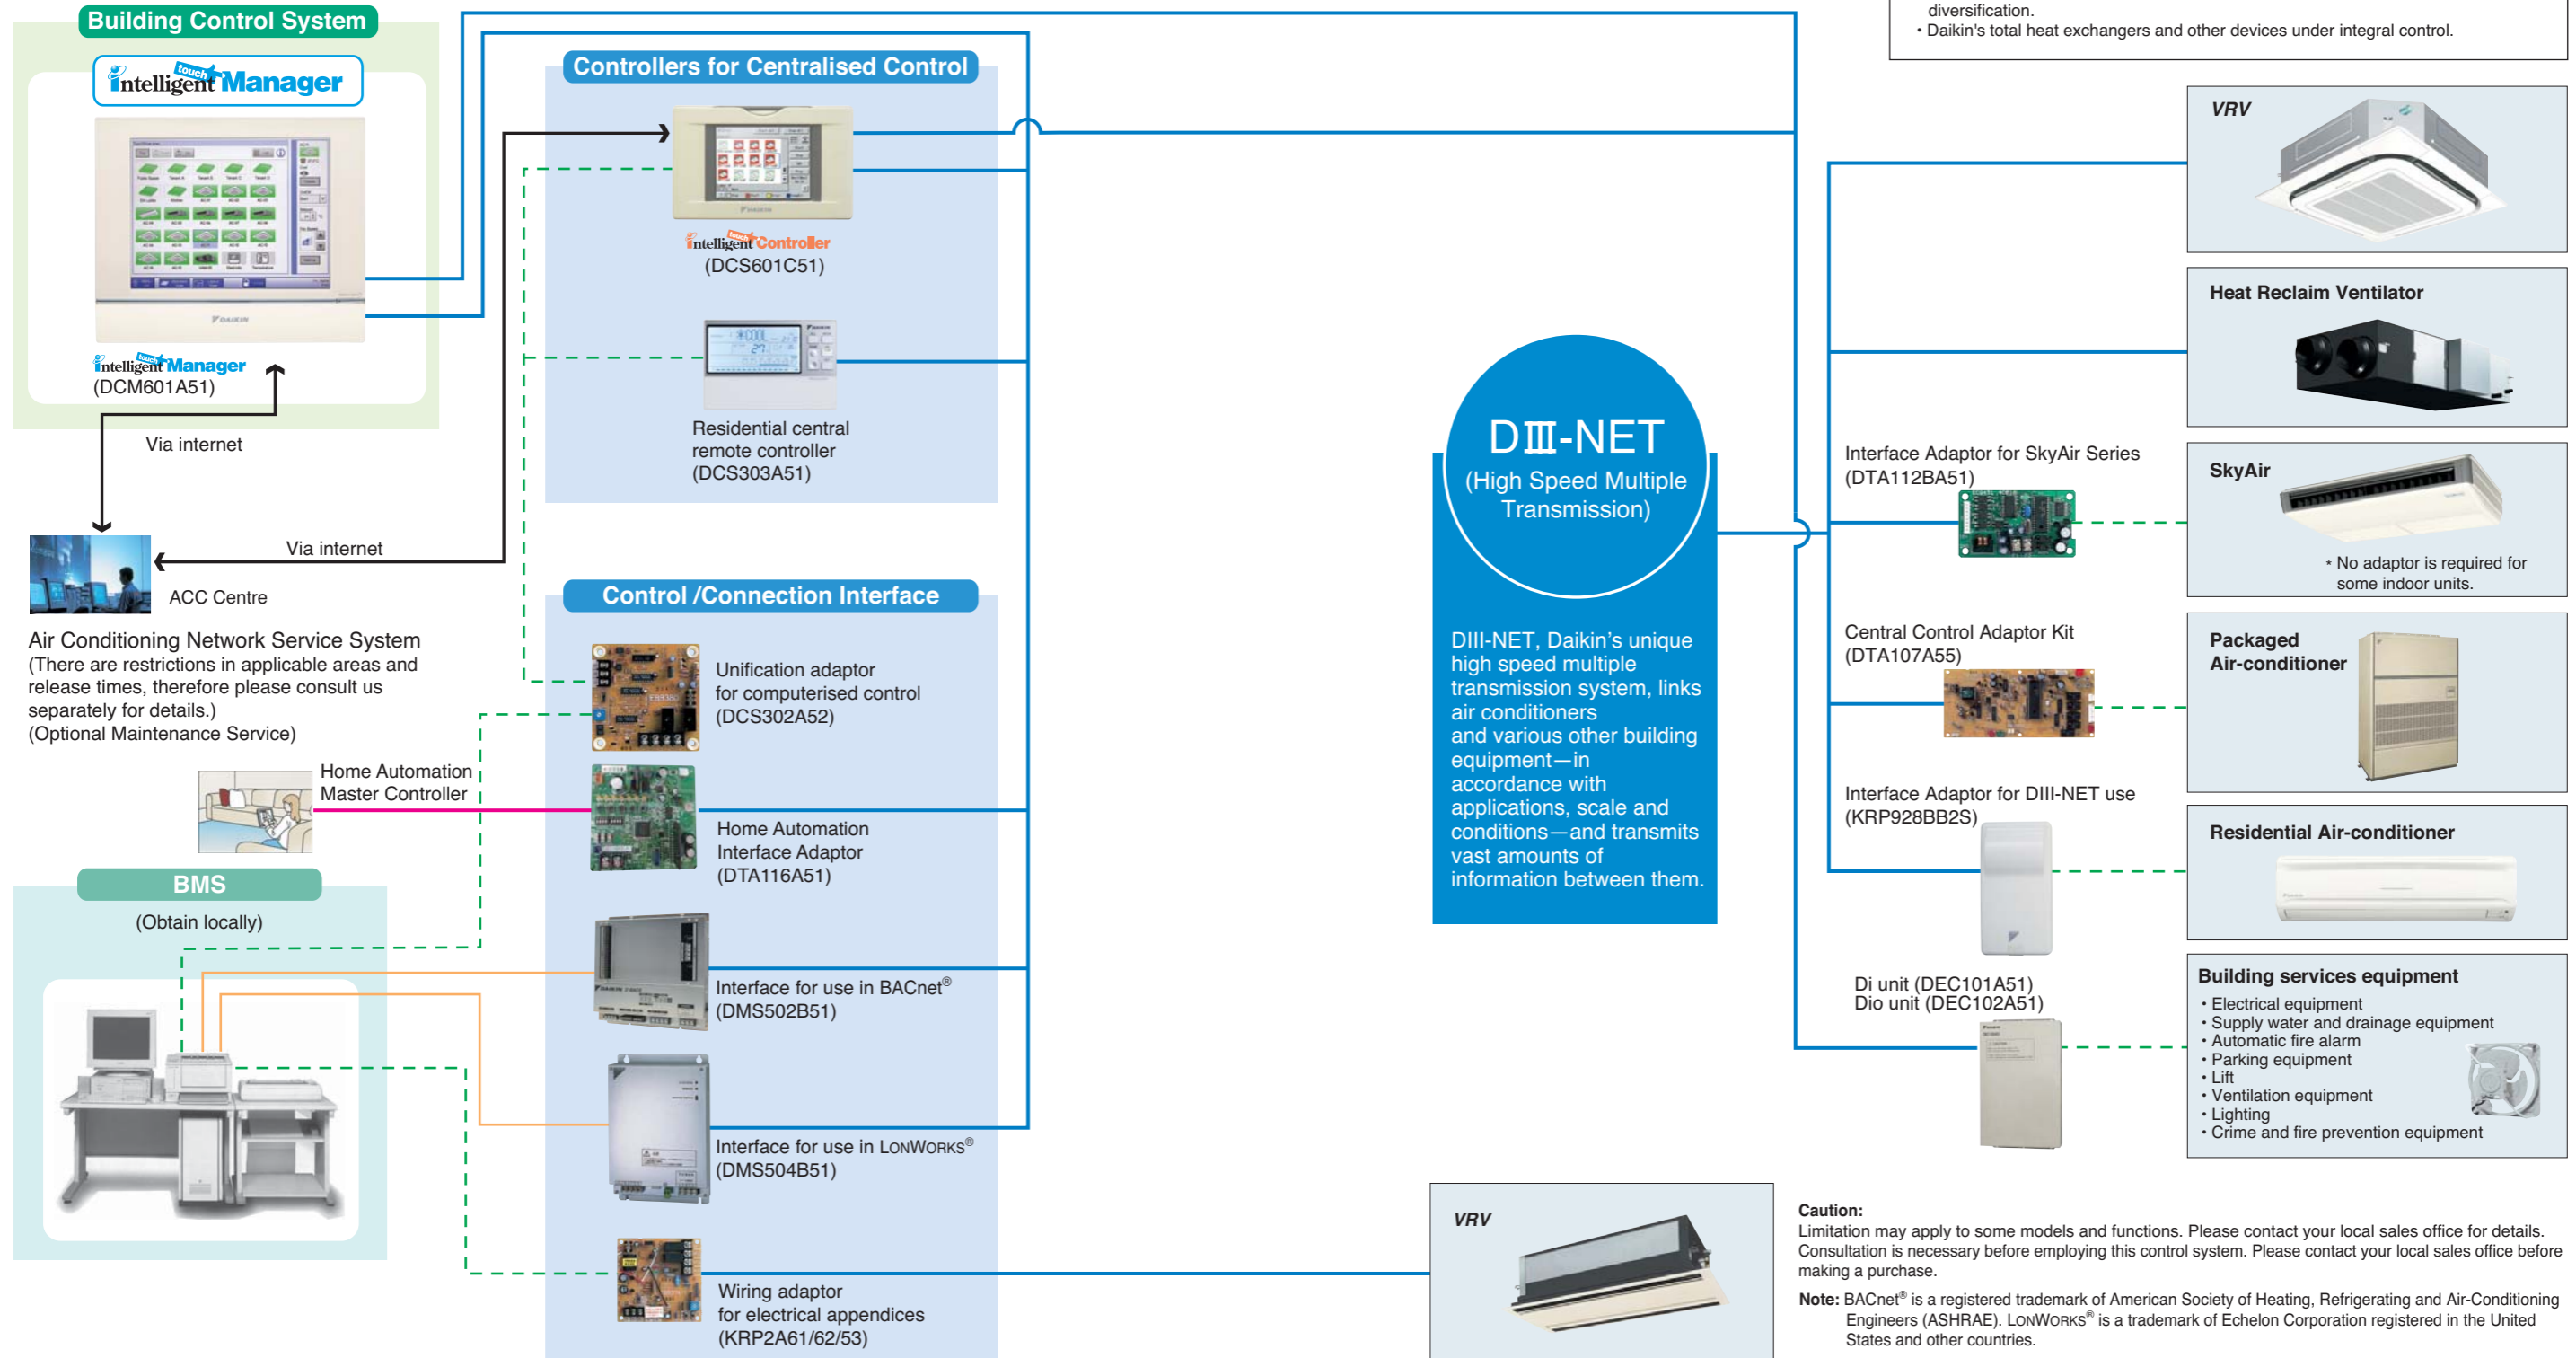 diversification.
• Daikin's total heat exchangers and other devices under integral control.
Building Control System
intelligent touch Manager
DAIKIN
intelligent touch Manager
(DCM601A51)
Via internet
Via internet
ACC Centre
Air Conditioning Network Service System
(There are restrictions in applicable areas and
release times, therefore please consult us
separately for details.)
(Optional Maintenance Service)
Home Automation
Master Controller
BMS
(Obtain locally)
Controllers for Centralised Control
DAIKIN
intelligent touch Controller
(DCS601C51)
Residential central
remote controller
(DCS303A51)
Control /Connection Interface
Unification adaptor
for computerised control
(DCS302A52)
Home Automation
Interface Adaptor
(DTA116A51)
Interface for use in BACnet®
(DMS502B51)
Interface for use in LONWORKS®
(DMS504B51)
Wiring adaptor
for electrical appendices
(KRP2A61/62/53)
DⅢ-NET
(High Speed Multiple
Transmission)
DIII-NET, Daikin’s unique
high speed multiple
transmission system, links
air conditioners
and various other building
equipment—in
accordance with
applications, scale and
conditions—and transmits
vast amounts of
information between them.
VRV
Heat Reclaim Ventilator
Interface Adaptor for SkyAir Series
(DTA112BA51)
SkyAir
* No adaptor is required for
some indoor units.
Central Control Adaptor Kit
(DTA107A55)
Packaged
Air-conditioner
Interface Adaptor for DIII-NET use
(KRP928BB2S)
Residential Air-conditioner
Di unit (DEC101A51)
Dio unit (DEC102A51)
Building services equipment
• Electrical equipment
• Supply water and drainage equipment
• Automatic fire alarm
• Parking equipment
• Lift
• Ventilation equipment
• Lighting
• Crime and fire prevention equipment
VRV
Caution:
Limitation may apply to some models and functions. Please contact your local sales office for details.
Consultation is necessary before employing this control system. Please contact your local sales office before
making a purchase.
Note: BACnet® is a registered trademark of American Society of Heating, Refrigerating and Air-Conditioning
Engineers (ASHRAE). LONWORKS® is a trademark of Echelon Corporation registered in the United
States and other countries.